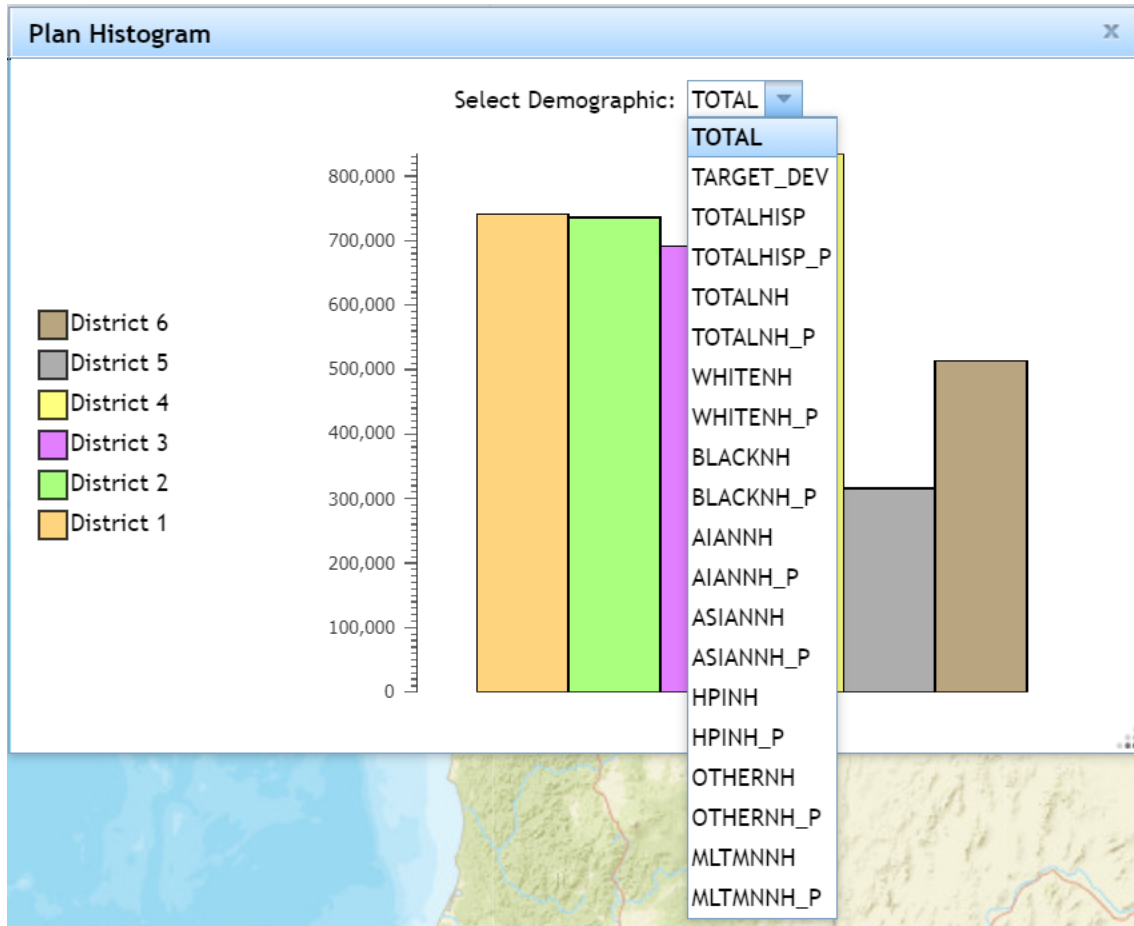 Plan Histogram
Select Demographic: TOTAL
TOTAL
TARGET_DEV
TOTALHISP
TOTALHISP_P
TOTALNH
TOTALNH_P
WHITENH
WHITENH_P
BLACKNH
BLACKNH_P
AIANNH
AIANNH_P
ASIANNH
ASIANNH_P
HPINH
HPINH_P
OTHERNH
OTHERNH_P
MLTMNNH
MLTMNNH_P
800,000
700,000
600,000
500,000
400,000
300,000
200,000
100,000
0
District 6
District 5
District 4
District 3
District 2
District 1